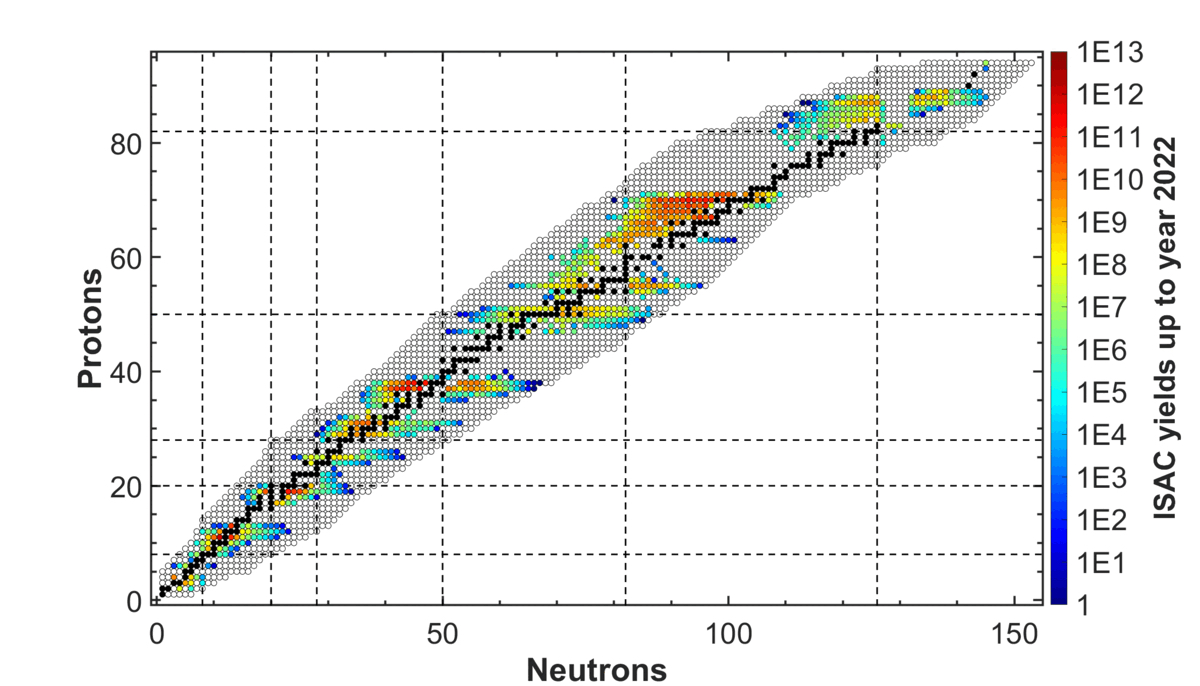 80
60
40
20
0
Protons
0
50
100
150
Neutrons
1E13
1E12
1E11
1E10
1E9
1E8
1E7
1E6
1E5
1E4
1E3
1E2
1E1
1
ISAC yields up to year 2022